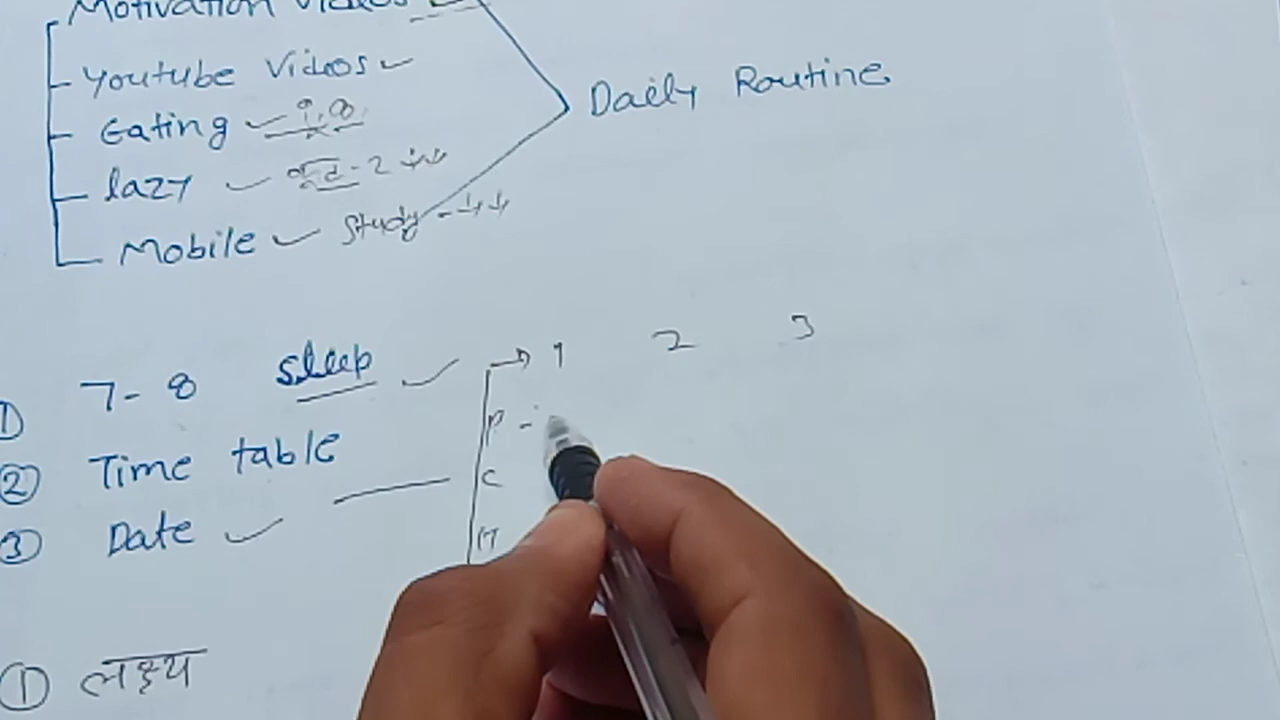 Motivation Videos
Youtube Videos
Eating
lazy 2
Mobile Study
Daily Routine
① 7-8 sleep
② Time table
③ Date
1 2 3
P -
C
M
① लक्ष्य